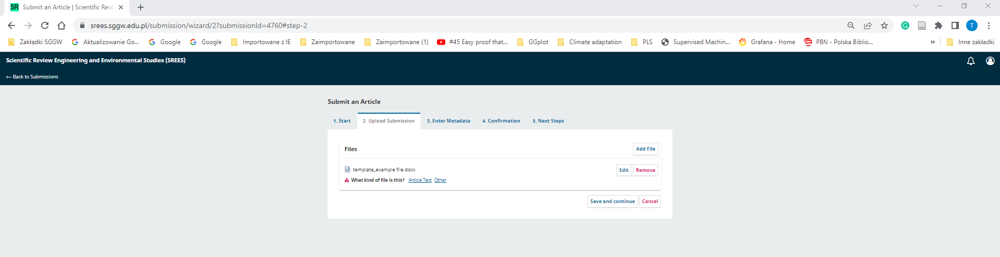 SR Submit an Article | Scientific Revi
srees.sggw.edu.pl/submission/wizard/2?submissionId=4760#step-2
T
Zakładki SGGW Aktualizowanie Go... Google Google Importowane z IE Zaimportowane Zaimportowane (1) #45 Easy proof that... GGplot Climate adaptation PLS Supervised Machin... Grafana - Home PBN - Polska Biblio... » Inne zakładki
Scientific Review Engineering and Environmental Studies (SREES)
← Back to Submissions
Submit an Article
1. Start 2. Upload Submission 3. Enter Metadata 4. Confirmation 5. Next Steps
Files Add File
template_example file.docx Edit Remove
What kind of file is this? Article Text Other
Save and continue Cancel